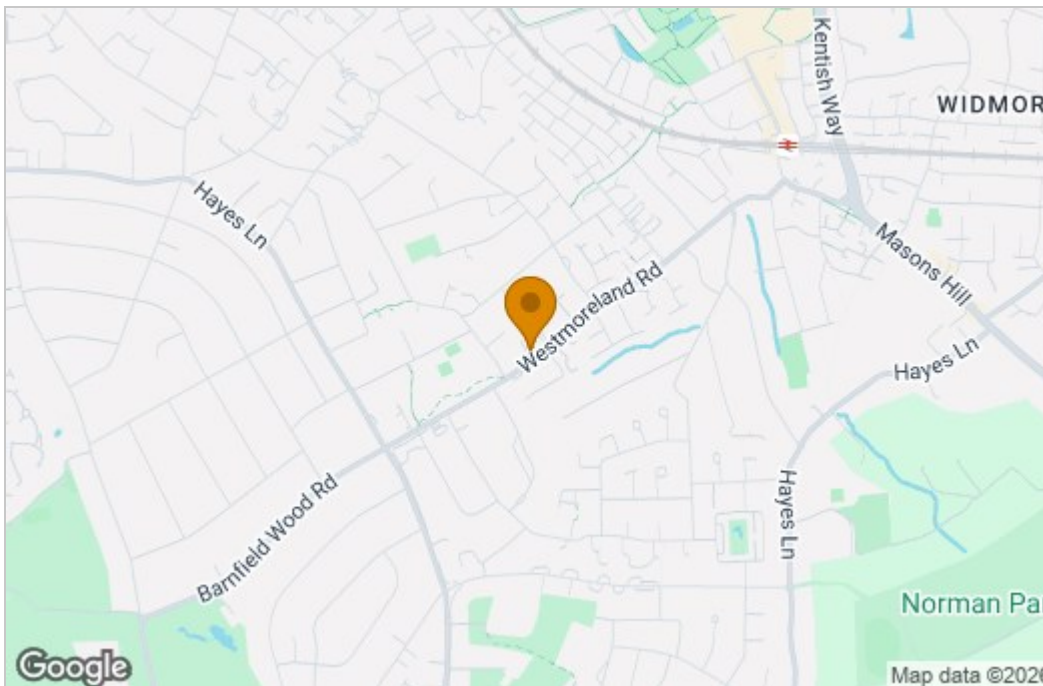 Kentish Way
WIDMOR
Hayes Ln
Masons Hill
Westmoreland Rd
Hayes Ln
Barnfield Wood Rd
Hayes Ln
Norman Par
Google
Map data ©2026